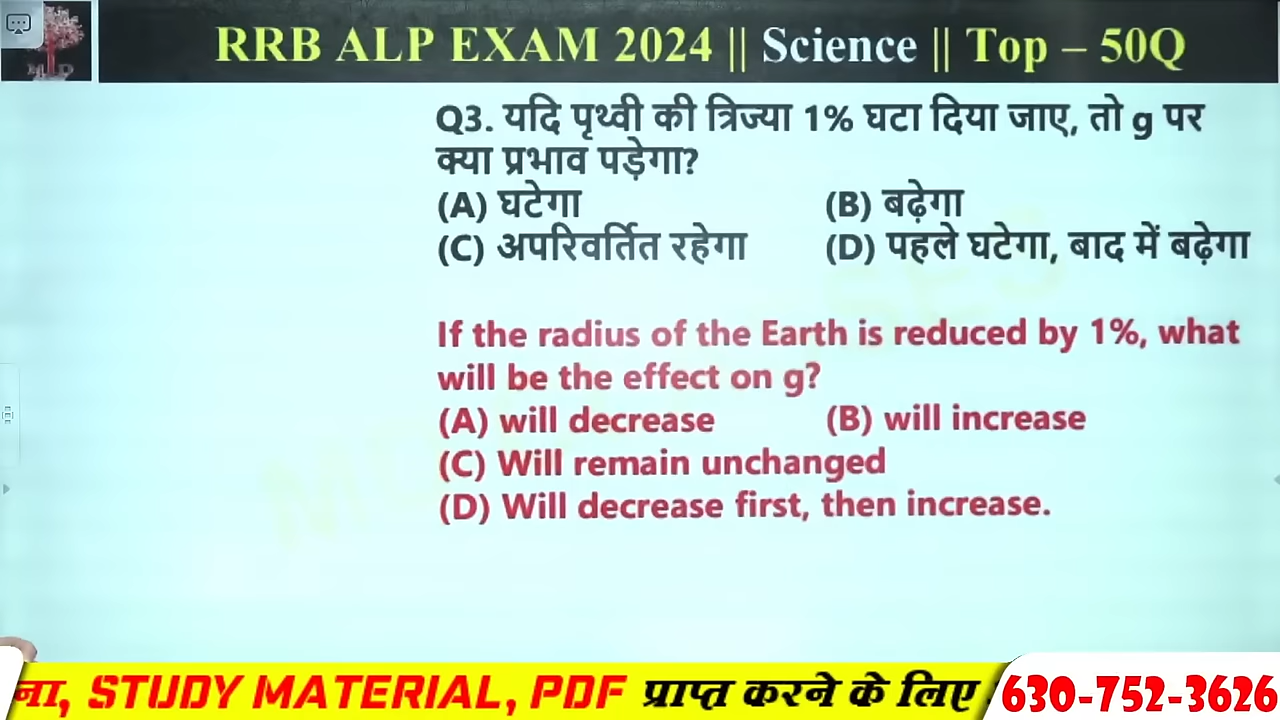 RRB ALP EXAM 2024 || Science || Top – 50Q
Q3. यदि पृथ्वी की त्रिज्या 1% घटा दिया जाए, तो g पर
क्या प्रभाव पड़ेगा?
(A) घटेगा (B) बढ़ेगा
(C) अपरिवर्तित रहेगा (D) पहले घटेगा, बाद में बढ़ेगा
If the radius of the Earth is reduced by 1%, what
will be the effect on g?
(A) will decrease (B) will increase
(C) Will remain unchanged
(D) Will decrease first, then increase.
ना, STUDY MATERIAL, PDF प्राप्त करने के लिए
630-752-3626